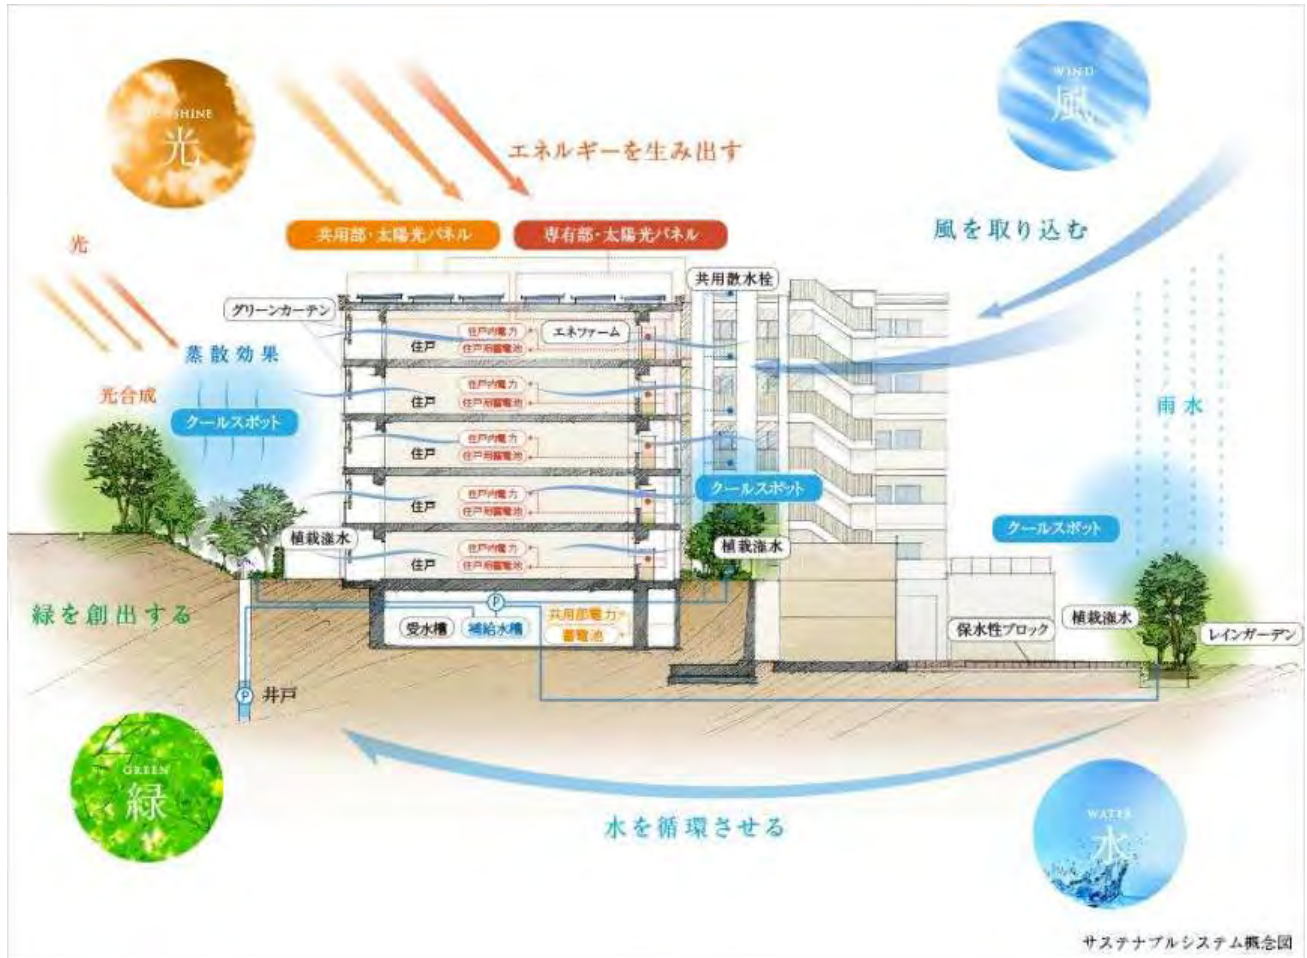 SUNSHINE
光
WIND
風
エネルギーを生み出す
風を取り込む
光
共用部・太陽光パネル
専有部・太陽光パネル
共用散水栓
グリーンカーテン
住戸内電力
エネファーム
住戸
住戸用蓄電池
蒸散効果
光合成
クールスポット
住戸内電力
住戸
住戸用蓄電池
雨水
住戸内電力
住戸
住戸用蓄電池
クールスポット
住戸内電力
住戸
住戸用蓄電池
クールスポット
植栽潅水
住戸内電力
住戸
住戸用蓄電池
植栽潅水
緑を創出する
P
受水槽
補給水槽
共用部電力
蓄電池
保水性ブロック
植栽潅水
レインガーデン
P
井戸
GREEN
緑
水を循環させる
WATER
水
サステナブルシステム概念図